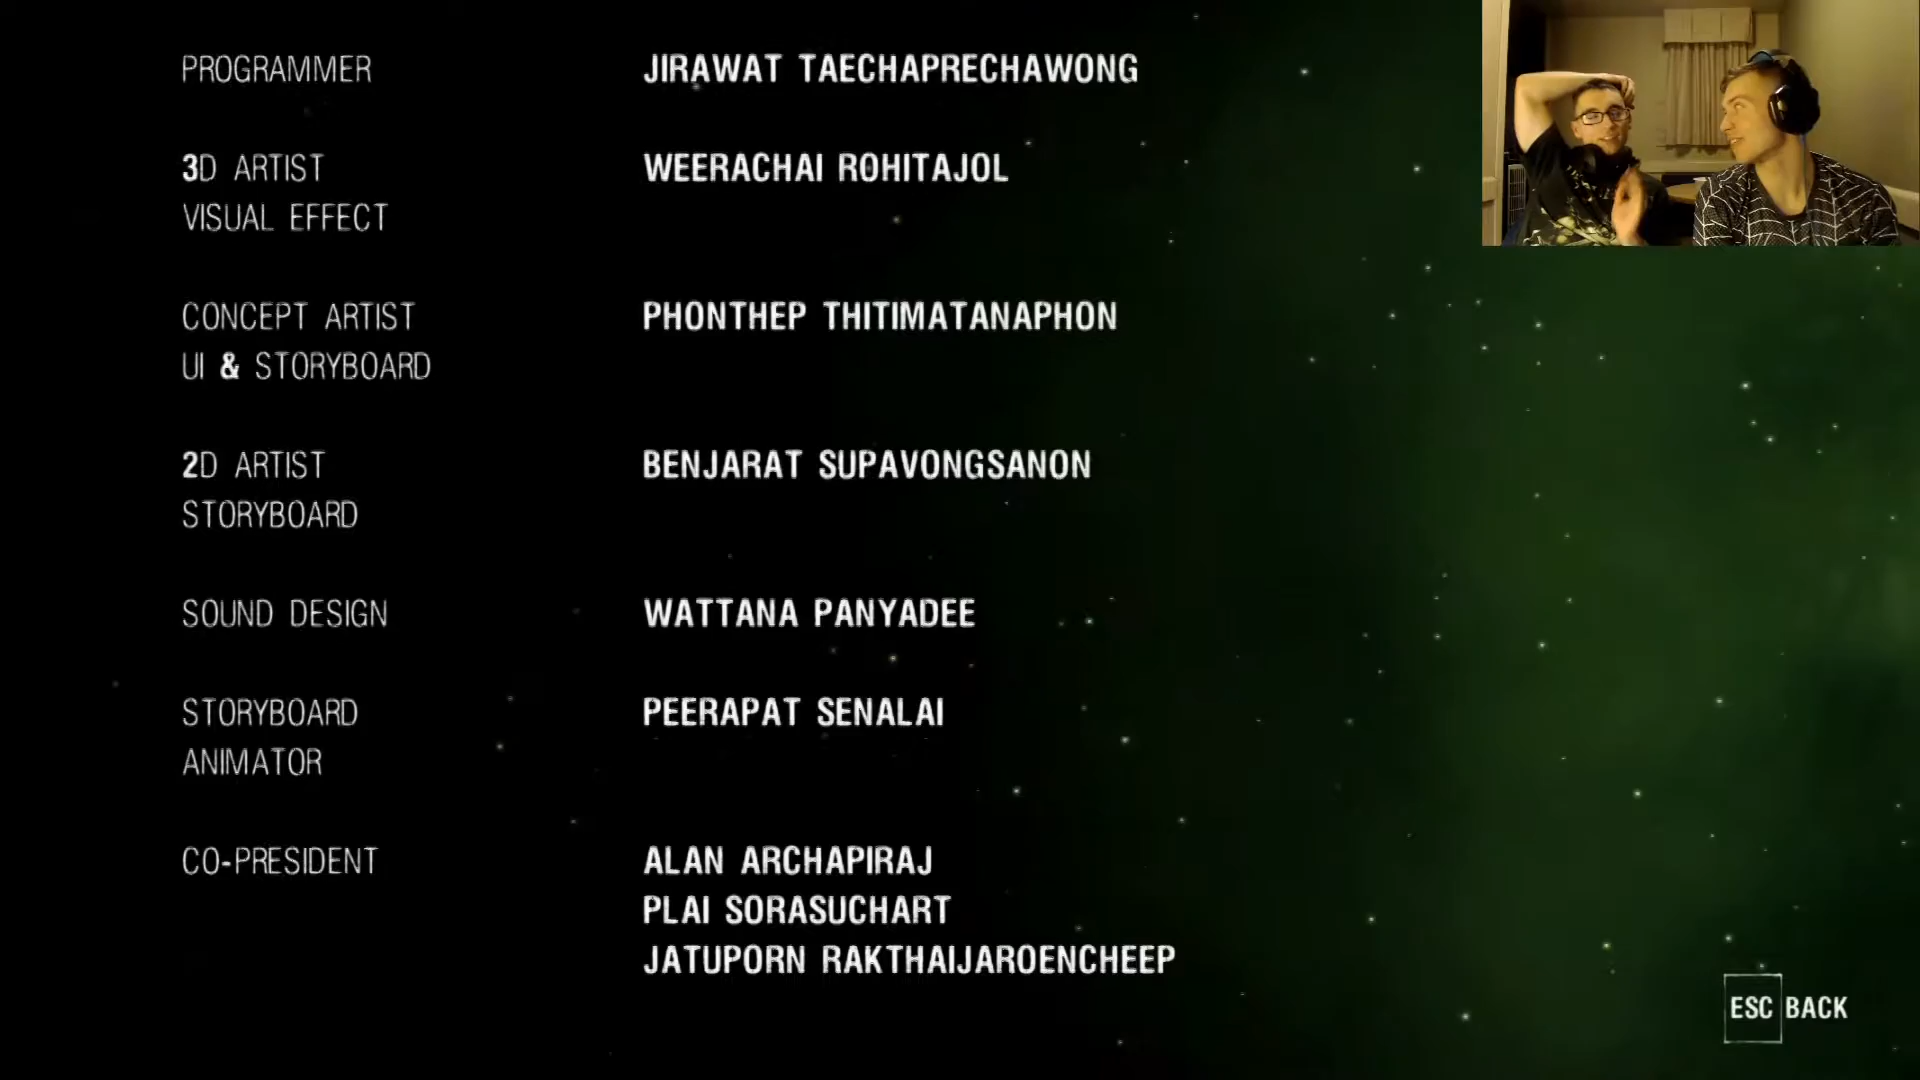 PROGRAMMER JIRAWAT TAECHAPRECHAWONG
3D ARTIST WEERACHAI ROHITAJOL
VISUAL EFFECT
CONCEPT ARTIST PHONTHEP THITIMATANAPHON
UI & STORYBOARD
2D ARTIST BENJARAT SUPAVONGSANON
STORYBOARD
SOUND DESIGN WATTANA PANYADEE
STORYBOARD PEERAPAT SENALAI
ANIMATOR
CO-PRESIDENT ALAN ARCHAPIRAJ
PLAI SORASUCHART
JATUPORN RAKTHAIJAROENCHEEP
ESC BACK